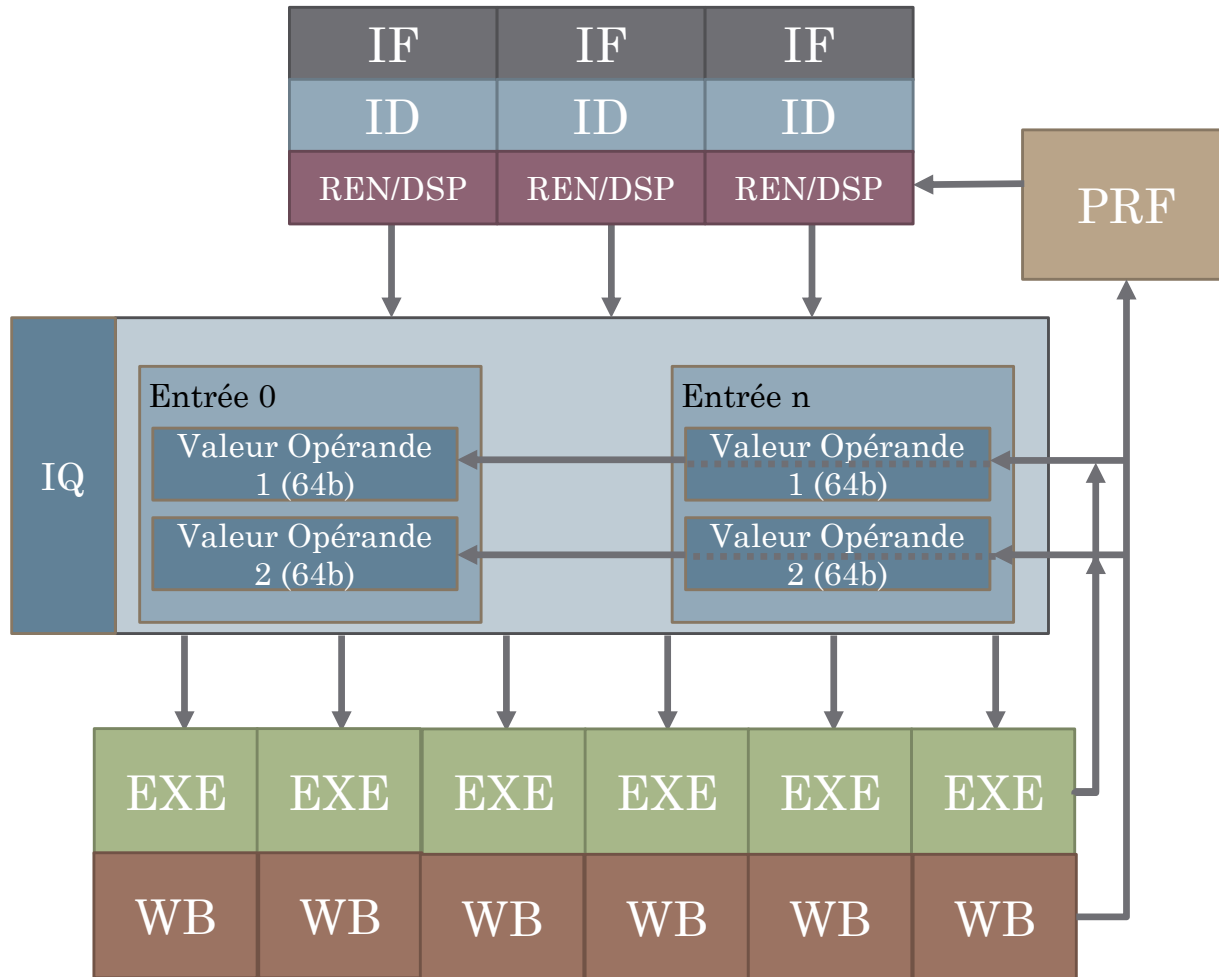 IF IF IF
ID ID ID
REN/DSP REN/DSP REN/DSP
PRF
IQ
Entrée 0
Valeur Opérande
1 (64b)
Valeur Opérande
2 (64b)
Entrée n
Valeur Opérande
1 (64b)
Valeur Opérande
2 (64b)
EXE EXE EXE EXE EXE EXE
WB WB WB WB WB WB